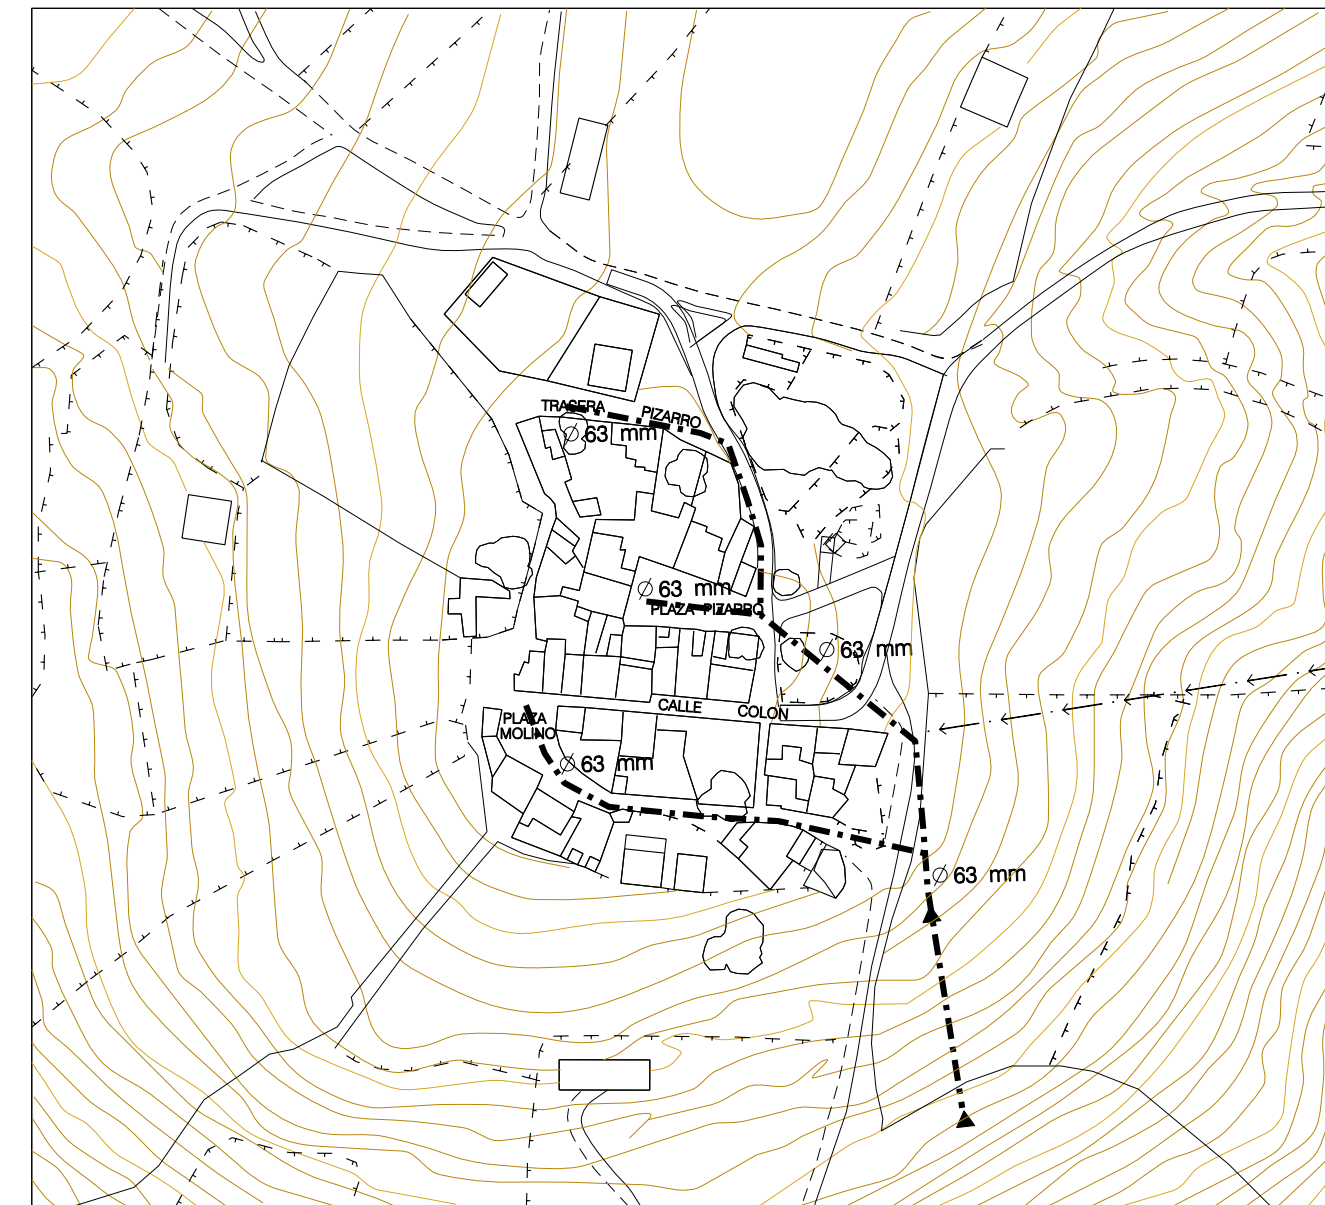 TRASERA PIZARRO
Ø 63 mm
Ø 63 mm
PLAZA PIZARRO
Ø 63 mm
CALLE COLON
PLAZA
MOLINO
Ø 63 mm
Ø 63 mm